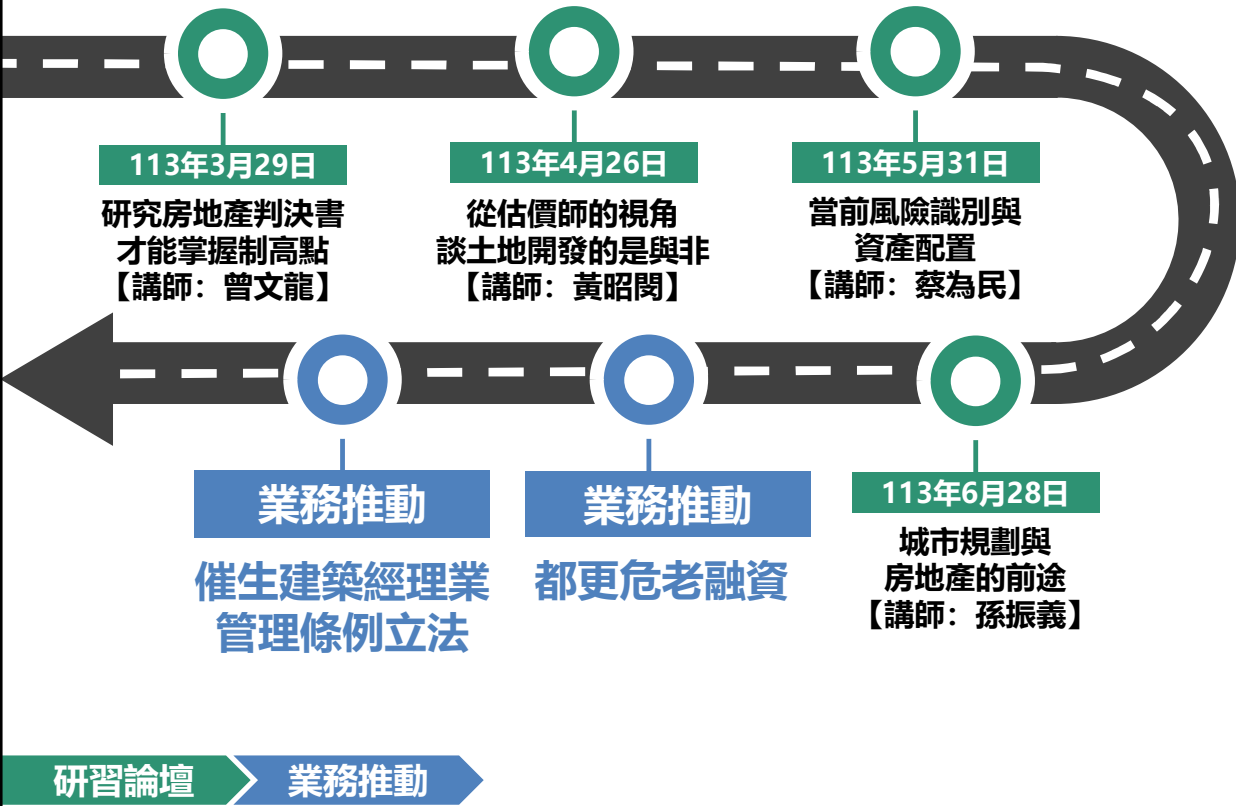 113年3月29日
研究房地產判決書
才能掌握制高點
【講師：曾文龍】
113年4月26日
從估價師的視角
談土地開發的是與非
【講師：黃昭閔】
113年5月31日
當前風險識別與
資產配置
【講師：蔡為民】
113年6月28日
城市規劃與
房地產的前途
【講師：孫振義】
業務推動
都更危老融資
業務推動
催生建築經理業
管理條例立法
研習論壇
業務推動